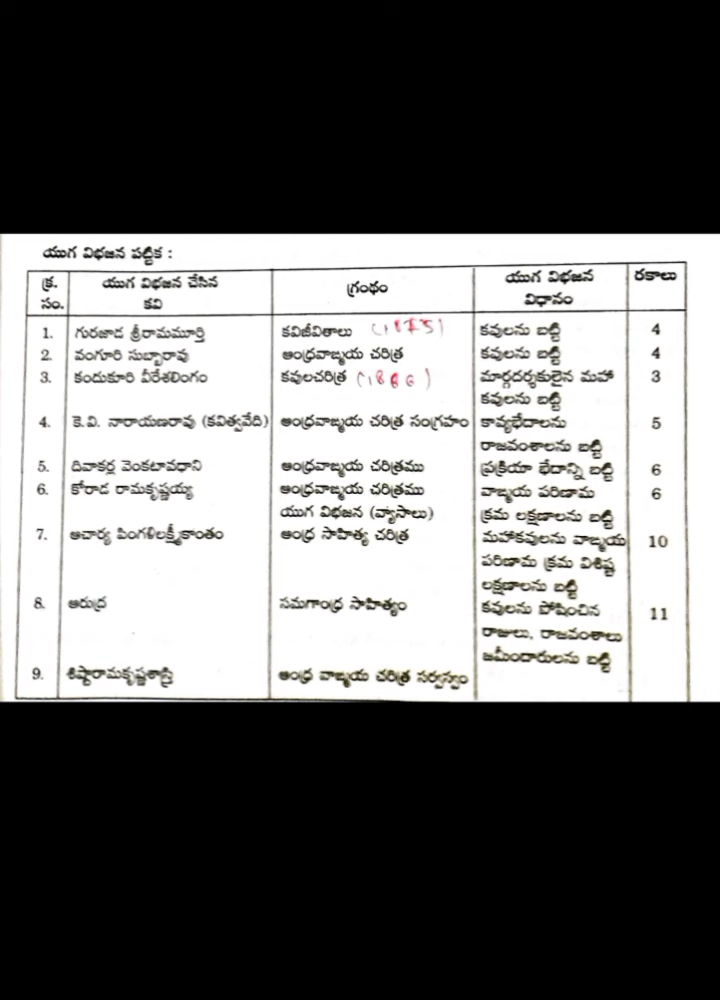 యుగ విభజన పట్టిక :
క్ర. సం. యుగ విభజన చేసిన కవి గ్రంథం యుగ విభజన విధానం రకాలు
1. గురజాడ శ్రీరామమూర్తి కవిజీవితాలు (1875) కవులను బట్టి 4
2. వంగూరి సుబ్బారావు ఆంధ్రవాఙ్మయ చరిత్ర కవులను బట్టి 4
3. కందుకూరి వీరేశలింగం కవులచరిత్ర (1886) మార్గదర్శకులైన మహా 3
కవులను బట్టి
4. కె.వి. నారాయణరావు (కవిత్వవేది) ఆంధ్రవాఙ్మయ చరిత్ర సంగ్రహం కావ్యభేదాలను 5
రాజవంశాలను బట్టి
5. దివాకర్ల వెంకటావధాని ఆంధ్రవాఙ్మయ చరిత్రము ప్రక్రియా భేదాన్ని బట్టి 6
6. కోరాడ రామకృష్ణయ్య ఆంధ్రవాఙ్మయ చరిత్రము వాఙ్మయ పరిణామ 6
యుగ విభజన (వ్యాసాలు) క్రమ లక్షణాలను బట్టి
7. ఆచార్య పింగళిలక్ష్మీకాంతం ఆంధ్ర సాహిత్య చరిత్ర మహాకవులను వాఙ్మయ 10
పరిణామ క్రమ విశిష్ట
లక్షణాలను బట్టి
8. ఆరుద్ర సమగాంధ్ర సాహిత్యం కవులను పోషించిన 11
రాజులు, రాజవంశాలు
జమీందారులను బట్టి
9. శిష్టారామకృష్ణశాస్త్రి ఆంధ్ర వాఙ్మయ చరిత్ర సర్వస్వం